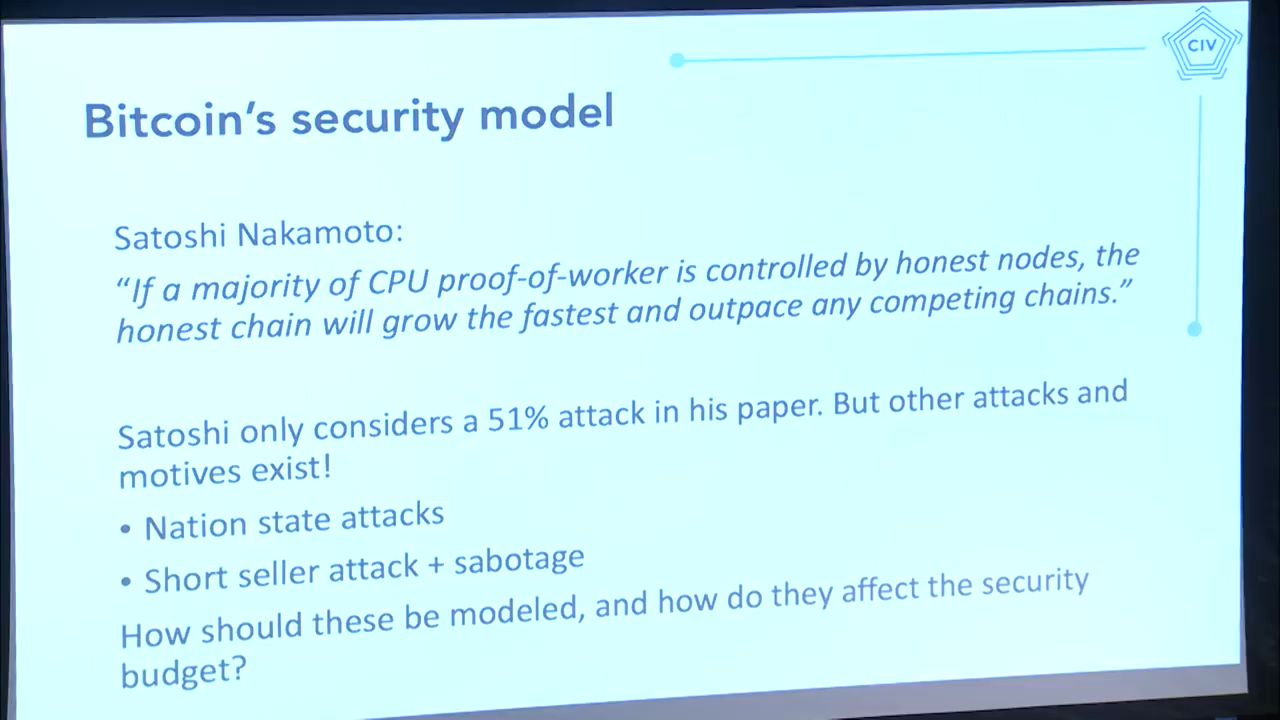 CIV
Bitcoin's security model
Satoshi Nakamoto:
“If a majority of CPU proof-of-worker is controlled by honest nodes, the
honest chain will grow the fastest and outpace any competing chains.”
Satoshi only considers a 51% attack in his paper. But other attacks and
motives exist!
• Nation state attacks
• Short seller attack + sabotage
How should these be modeled, and how do they affect the security
budget?